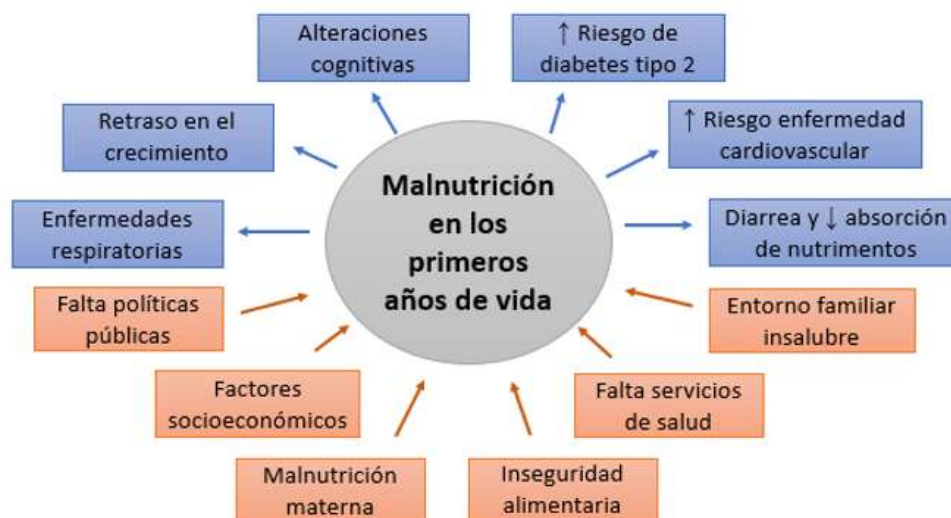 Alteraciones
cognitivas
↑ Riesgo de
diabetes tipo 2
Retraso en el
crecimiento
↑ Riesgo enfermedad
cardiovascular
Malnutrición
en los
primeros
años de vida
Enfermedades
respiratorias
Diarrea y ↓ absorción
de nutrimentos
Falta políticas
públicas
Entorno familiar
insalubre
Factores
socioeconómicos
Falta servicios
de salud
Malnutrición
materna
Inseguridad
alimentaria